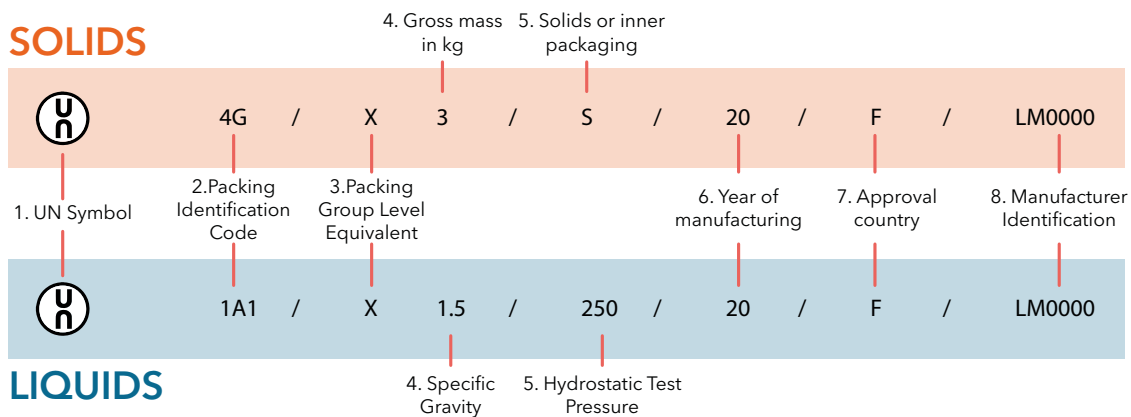 4. Gross mass
in kg
5. Solids or inner
packaging
SOLIDS
un 4G / X 3 / S / 20 / F / LM0000
1. UN Symbol
2.Packing
Identification
Code
3.Packing
Group Level
Equivalent
6. Year of
manufacturing
7. Approval
country
8. Manufacturer
Identification
un 1A1 / X 1.5 / 250 / 20 / F / LM0000
LIQUIDS
4. Specific
Gravity
5. Hydrostatic Test
Pressure